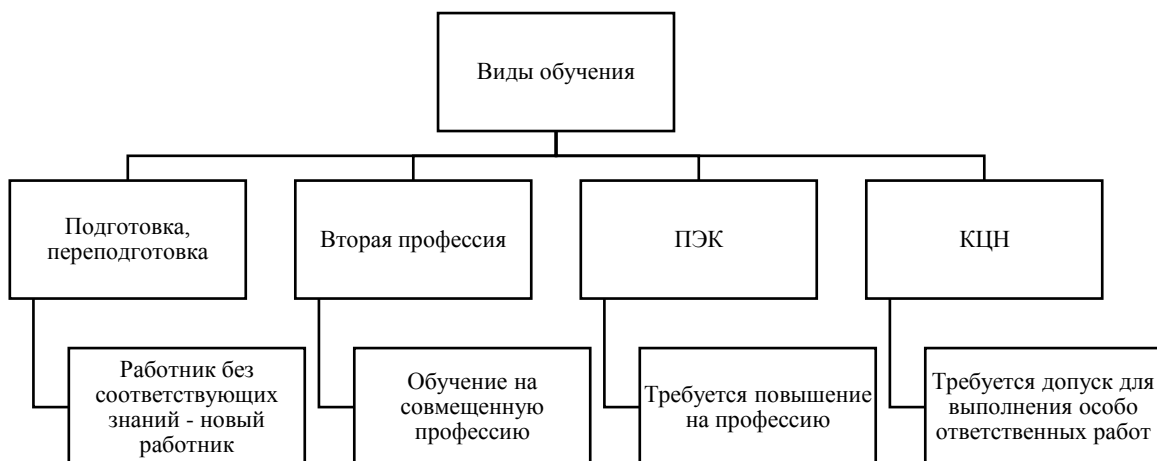 Виды обучения
Подготовка,
переподготовка
Вторая профессия
ПЭК
КЦН
Работник без
соответствующих
знаний - новый
работник
Обучение на
совмещенную
профессию
Требуется повышение
на профессию
Требуется допуск для
выполнения особо
ответственных работ